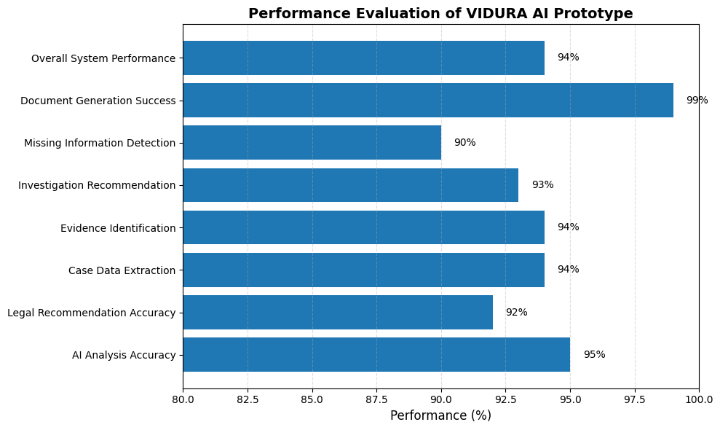 Performance Evaluation of VIDURA AI Prototype
Overall System Performance
94%
Document Generation Success
99%
Missing Information Detection
90%
Investigation Recommendation
93%
Evidence Identification
94%
Case Data Extraction
94%
Legal Recommendation Accuracy
92%
AI Analysis Accuracy
95%
80.0 82.5 85.0 87.5 90.0 92.5 95.0 97.5 100.0
Performance (%)